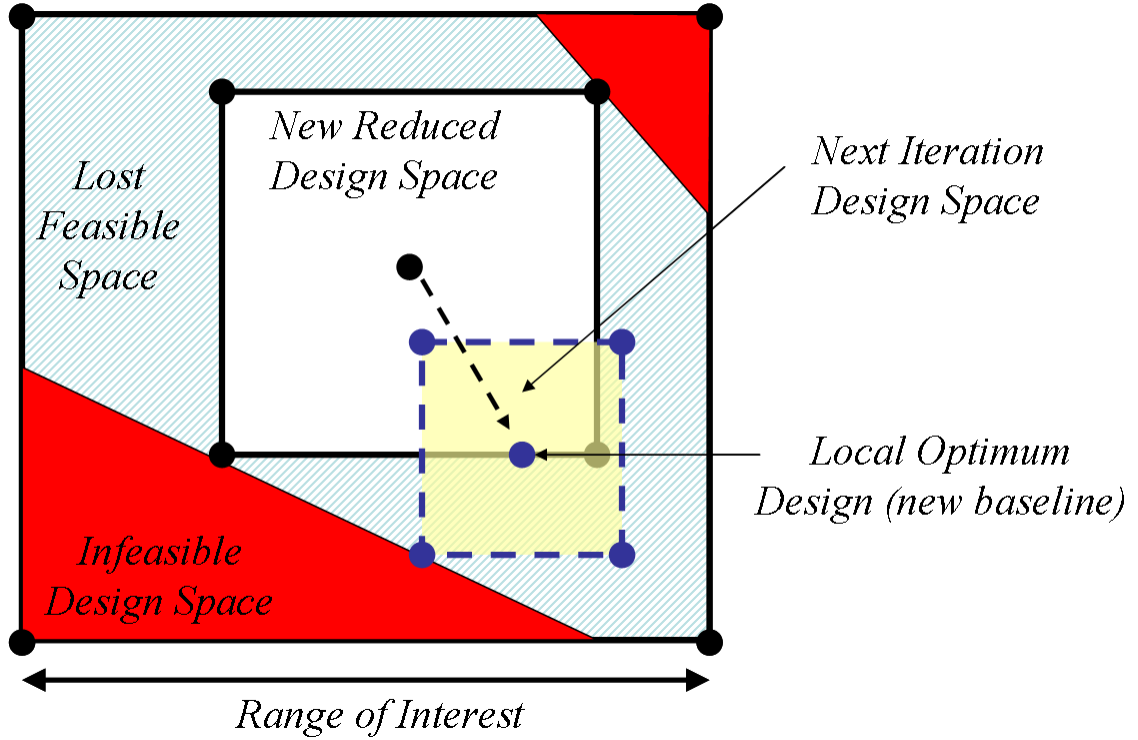 New Reduced
Design Space
Lost
Feasible
Space
Next Iteration
Design Space
Local Optimum
Design (new baseline)
Infeasible
Design Space
Range of Interest